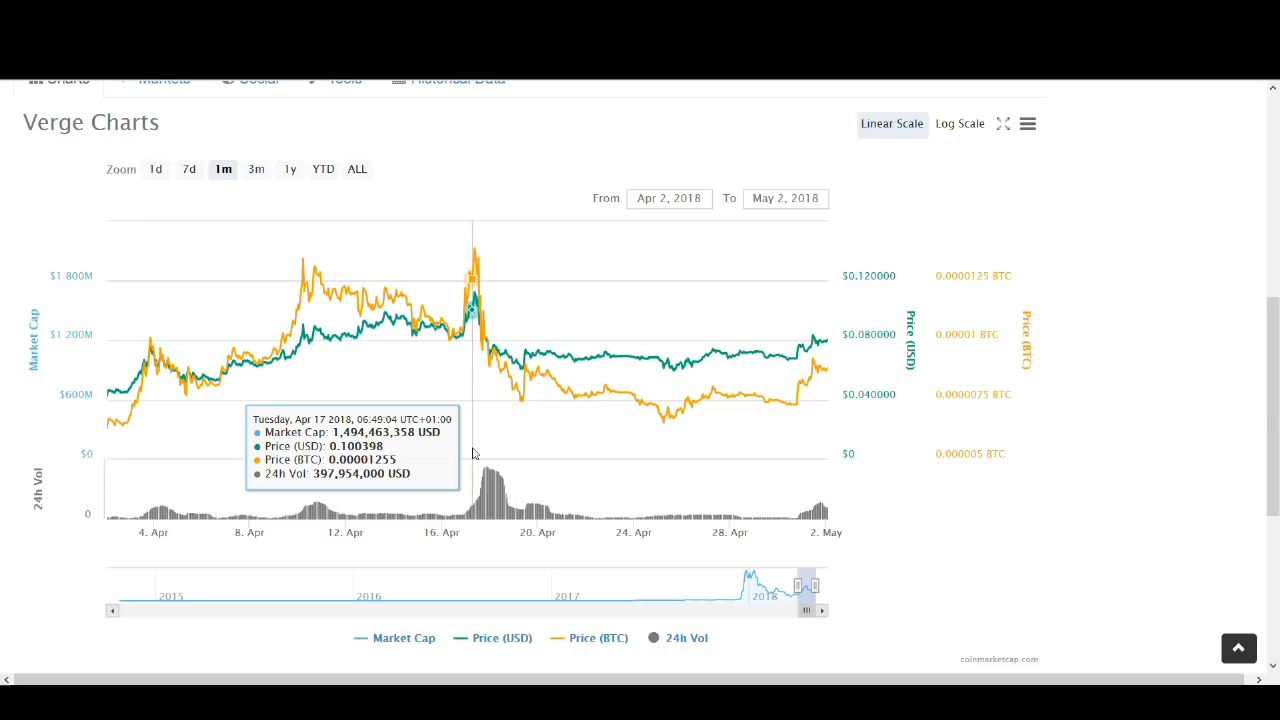 Charts Markets Social Tools Historical Data
Verge Charts
Linear Scale Log Scale
Zoom 1d 7d 1m 3m 1y YTD ALL
From Apr 2, 2018 To May 2, 2018
$1 800M $0.120000 0.0000125 BTC
$1 200M $0.080000 0.00001 BTC
$600M $0.040000 0.0000075 BTC
$0 $0 0.000005 BTC
0
Market Cap
24h Vol
Price (USD)
Price (BTC)
Tuesday, Apr 17 2018, 06:49:04 UTC+01:00
Market Cap: 1,494,463,358 USD
Price (USD): 0.100398
Price (BTC): 0.00001255
24h Vol: 397,954,000 USD
4. Apr 8. Apr 12. Apr 16. Apr 20. Apr 24. Apr 28. Apr 2. May
2015 2016 2017 2018
Market Cap Price (USD) Price (BTC) 24h Vol
coinmarketcap.com